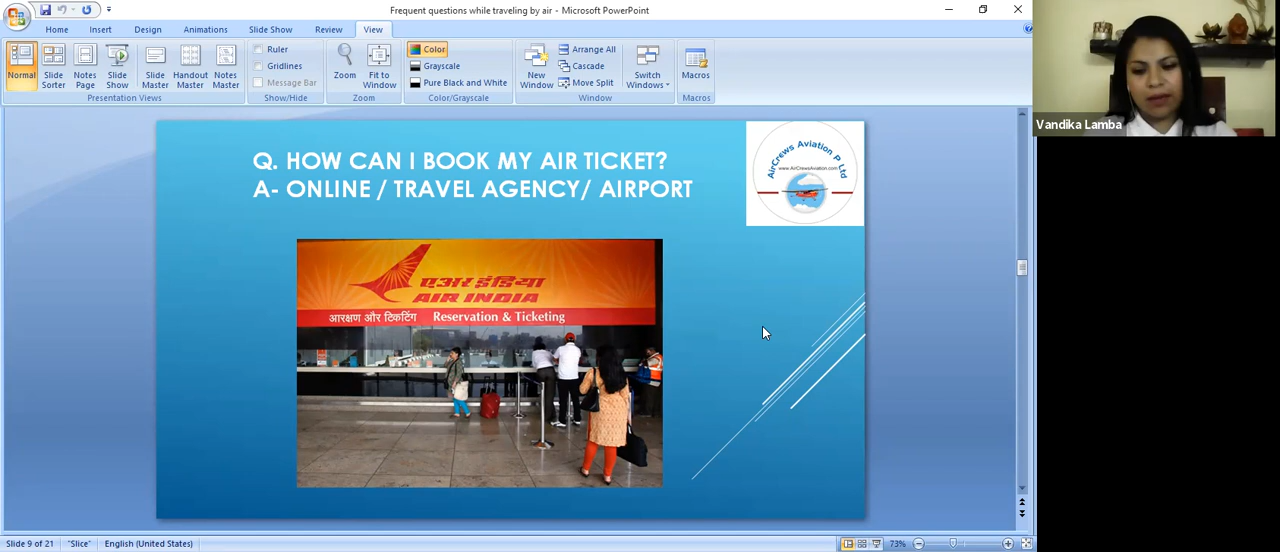 Frequent questions while traveling by air - Microsoft PowerPoint
Home Insert Design Animations Slide Show Review View
Normal
Slide Sorter
Notes Page
Slide Show
Slide Master
Handout Master
Notes Master
Presentation Views
Ruler
Gridlines
Message Bar
Show/Hide
Zoom
Fit to Window
Zoom
Color
Grayscale
Pure Black and White
Color/Grayscale
New Window
Arrange All
Cascade
Move Split
Switch Windows
Window
Macros
Macros
Vandika Lamba
Q. HOW CAN I BOOK MY AIR TICKET?
A- ONLINE / TRAVEL AGENCY/ AIRPORT
AirCrews Aviation P Ltd
www.AirCrewsAviation.com
एअर इंडिया
AIR INDIA
आरक्षण और टिकटिंग Reservation & Ticketing
Slide 9 of 21 "Slice" English (United States) 73%